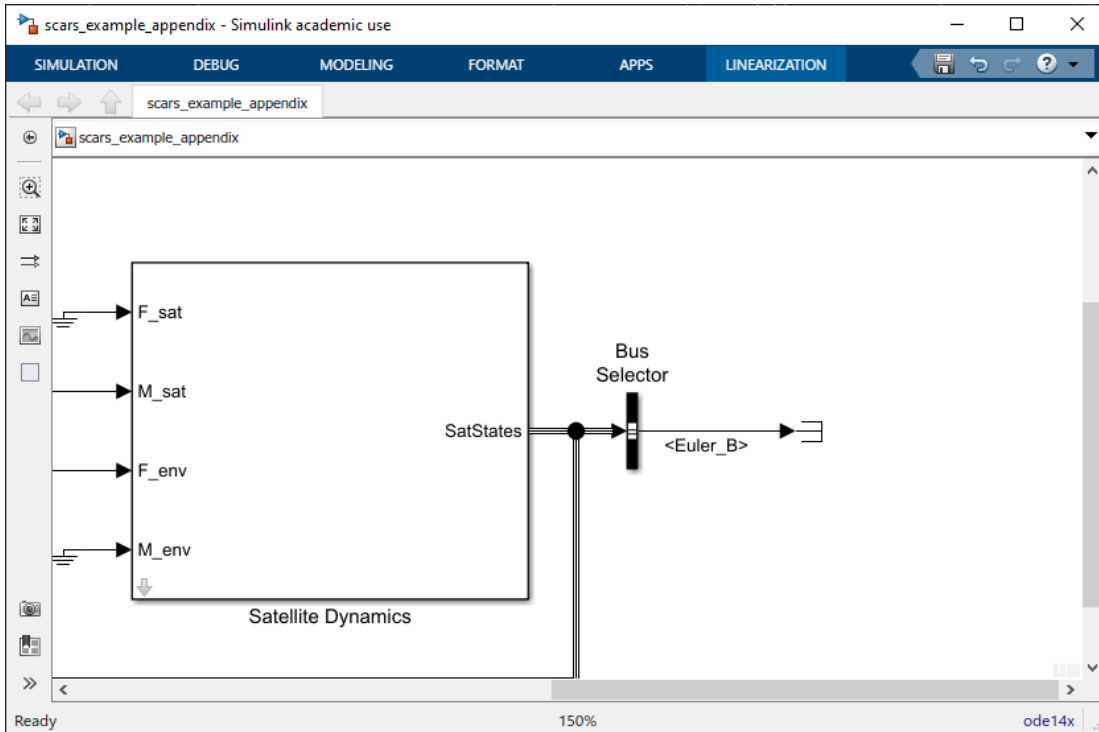 scars_example_appendix - Simulink academic use
SIMULATION DEBUG MODELING FORMAT APPS LINEARIZATION ?
scars_example_appendix
scars_example_appendix
F_sat
M_sat
F_env
M_env
SatStates
Satellite Dynamics
Bus
Selector
<Euler_B>
Ready 150% ode14x